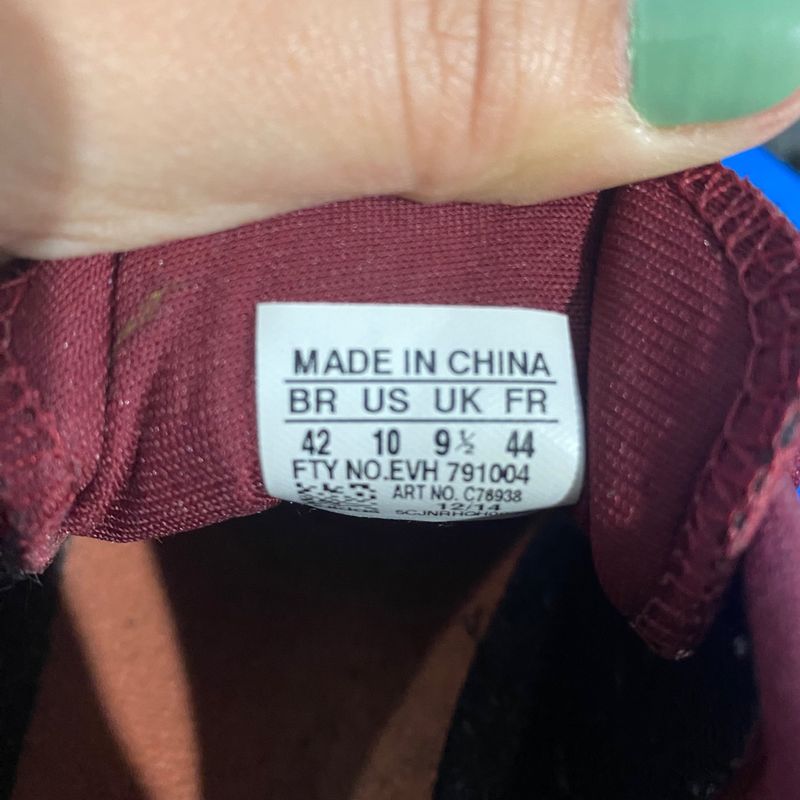 MADE IN CHINA
BR US UK FR
42 10 9½ 44
FTY NO.EVH 791004
ART NO. C78938
12/14